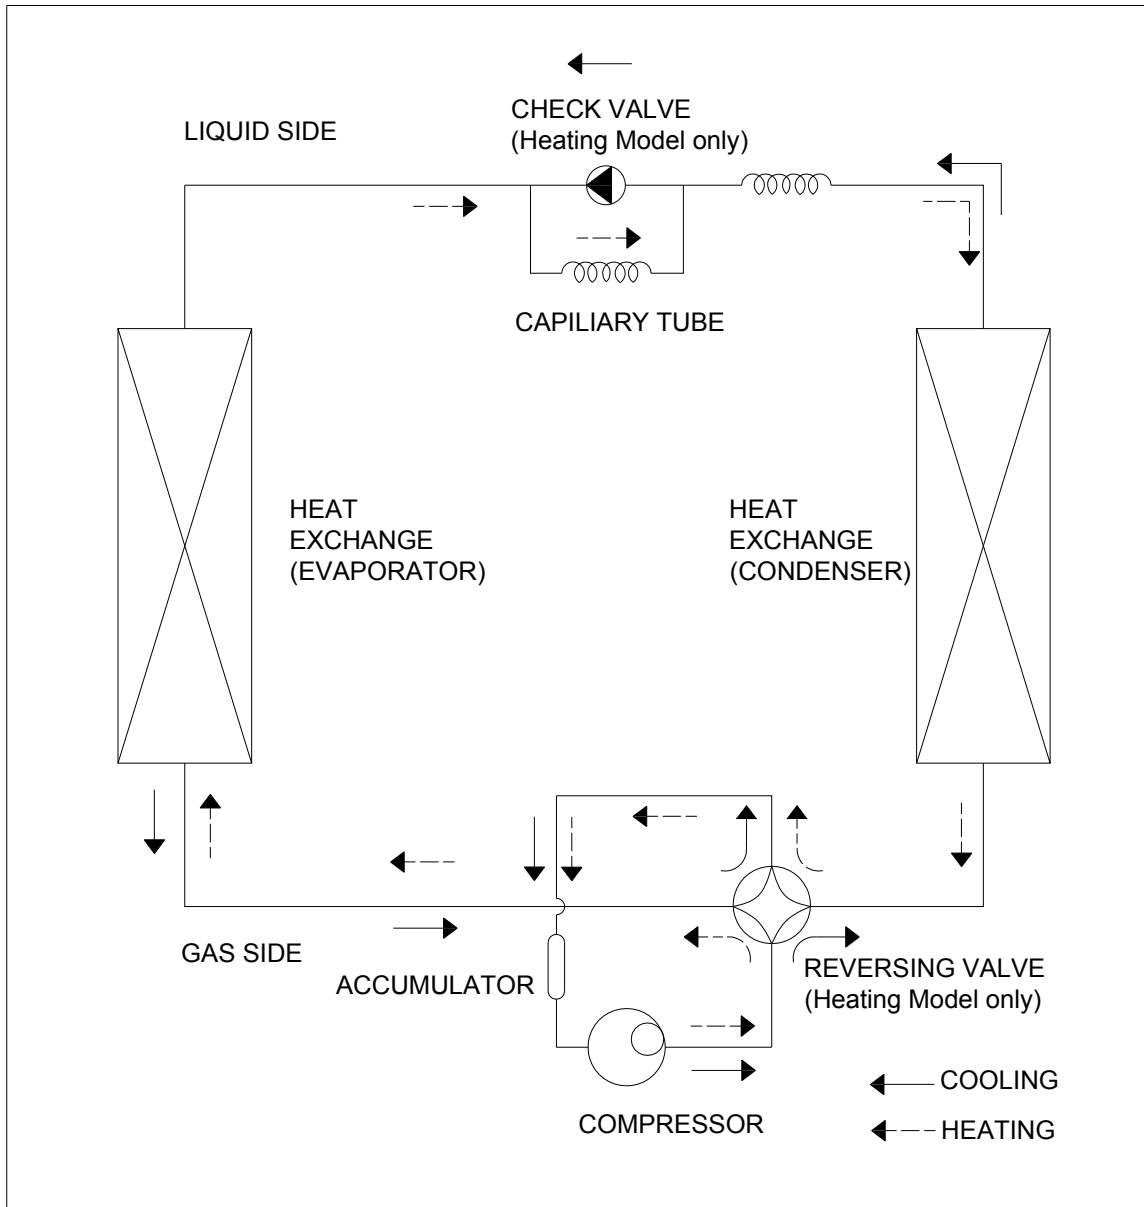 CHECK VALVE
(Heating Model only)
LIQUID SIDE
CAPILIARY TUBE
HEAT
EXCHANGE
(EVAPORATOR)
HEAT
EXCHANGE
(CONDENSER)
GAS SIDE
ACCUMULATOR
REVERSING VALVE
(Heating Model only)
COMPRESSOR
COOLING
HEATING